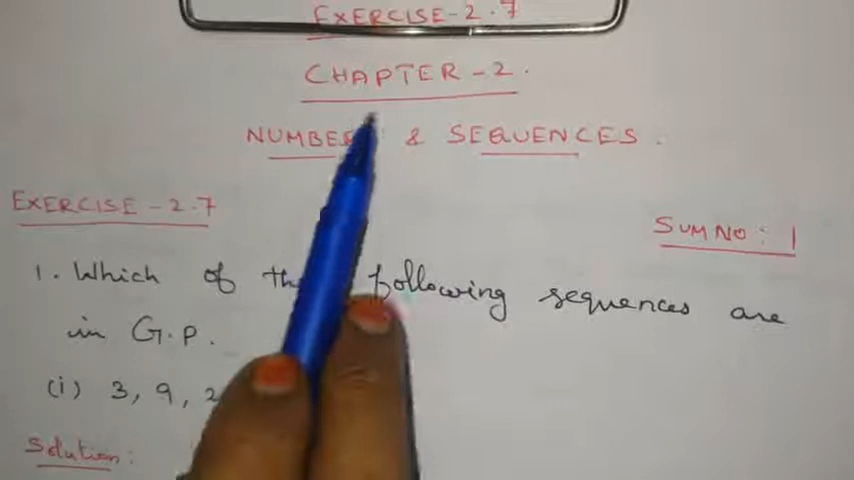 EXERCISE-2.7
CHAPTER-2.
& SEQUENCES.
EXERCISE-2.7
SUM NO: 1
1. Which of following sequences are
in G.P.
(i) 3, 9,
Solution: